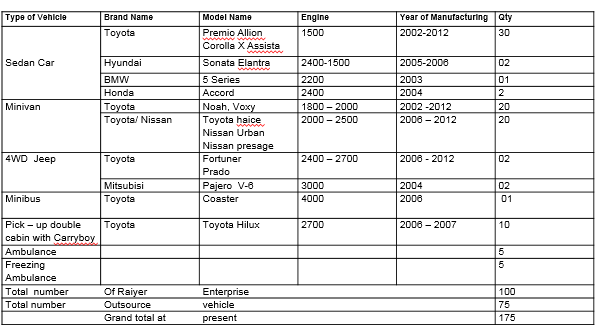 Type of Vehicle Brand Name Model Name Engine Year of Manufacturing Qty
Toyota Premio Allion 1500 2002-2012 30
Corolla X Assista
Sedan Car Hyundai Sonata Elantra 2400-1500 2005-2006 02
BMW 5 Series 2200 2003 01
Honda Accord 2400 2004 2
Minivan Toyota Noah, Voxy 1800 – 2000 2002 -2012 20
Toyota/ Nissan Toyota haice 2000 – 2500 2006 – 2012 20
Nissan Urban
Nissan presage
4WD Jeep Toyota Fortuner 2400 – 2700 2006 - 2012 02
Prado
Mitsubisi Pajero V-6 3000 2004 02
Minibus Toyota Coaster 4000 2006 01
Pick – up double Toyota Toyota Hilux 2700 2006 – 2007 10
cabin with Carryboy
Ambulance 5
Freezing 5
Ambulance
Total number Of Raiyer Enterprise 100
Total number Outsource vehicle 75
Grand total at present 175